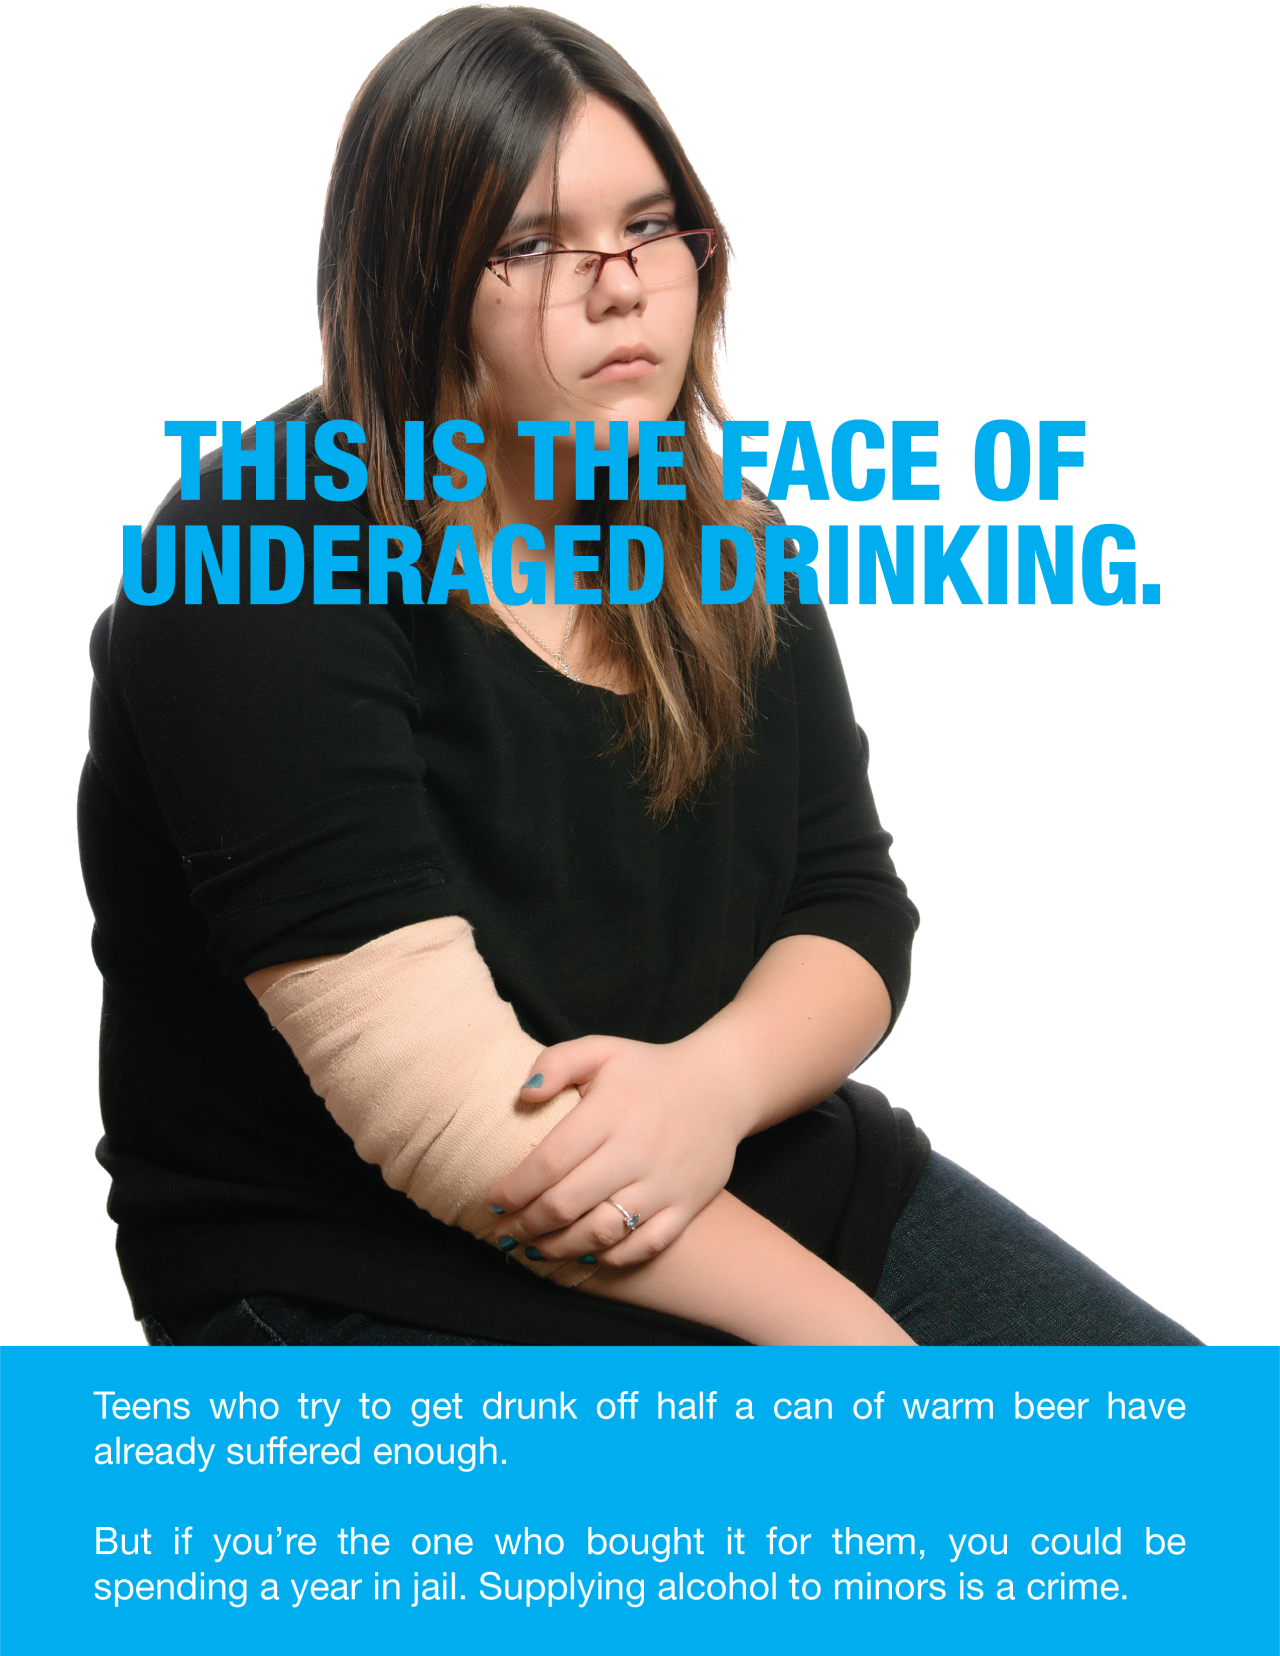 THIS IS THE FACE OF
UNDERAGED DRINKING.
Teens who try to get drunk off half a can of warm beer have
already suffered enough.
But if you’re the one who bought it for them, you could be
spending a year in jail. Supplying alcohol to minors is a crime.